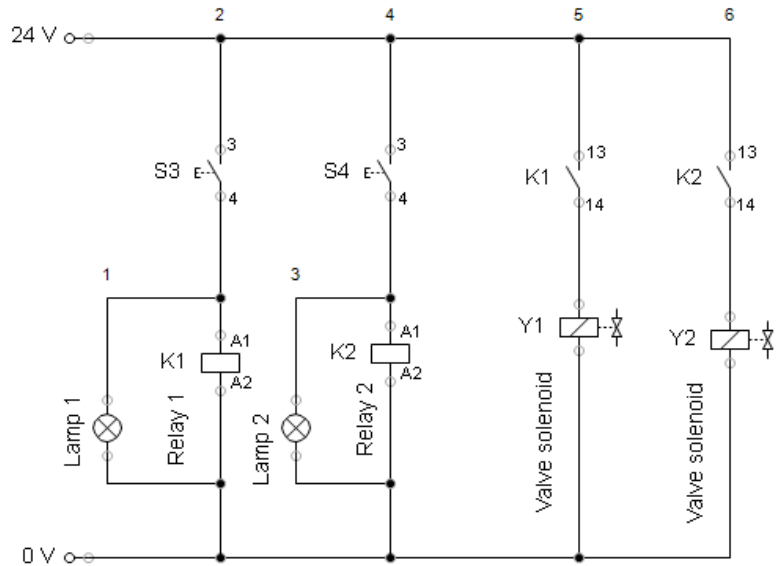 2 4 5 6
24 V
3 3 13 13
S3 E S4 E K1 K2
4 4 14 14
1 3
A1 A1
K1 K2 Y1 Y2
A2 A2
Lamp 1
Relay 1
Lamp 2
Relay 2
Valve solenoid
Valve solenoid
0 V